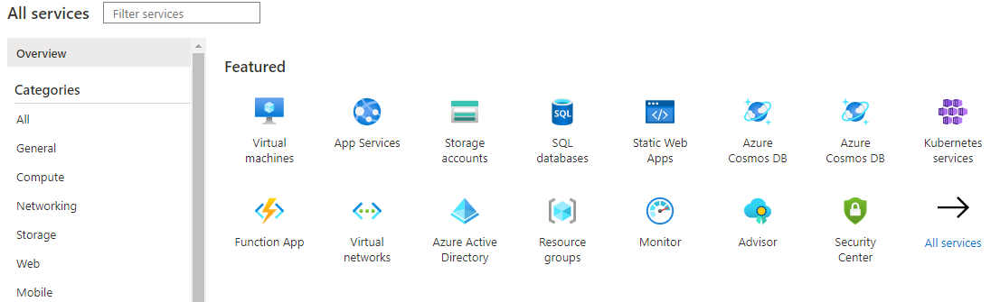 All services
Filter services
Overview
Categories
All
General
Compute
Networking
Storage
Web
Mobile
Featured
Virtual
machines
App Services
Storage
accounts
SQL
SQL
databases
Static Web
Apps
Azure
Cosmos DB
Azure
Cosmos DB
Kubernetes
services
Function App
Virtual
networks
Azure Active
Directory
Resource
groups
Monitor
Advisor
Security
Center
All services